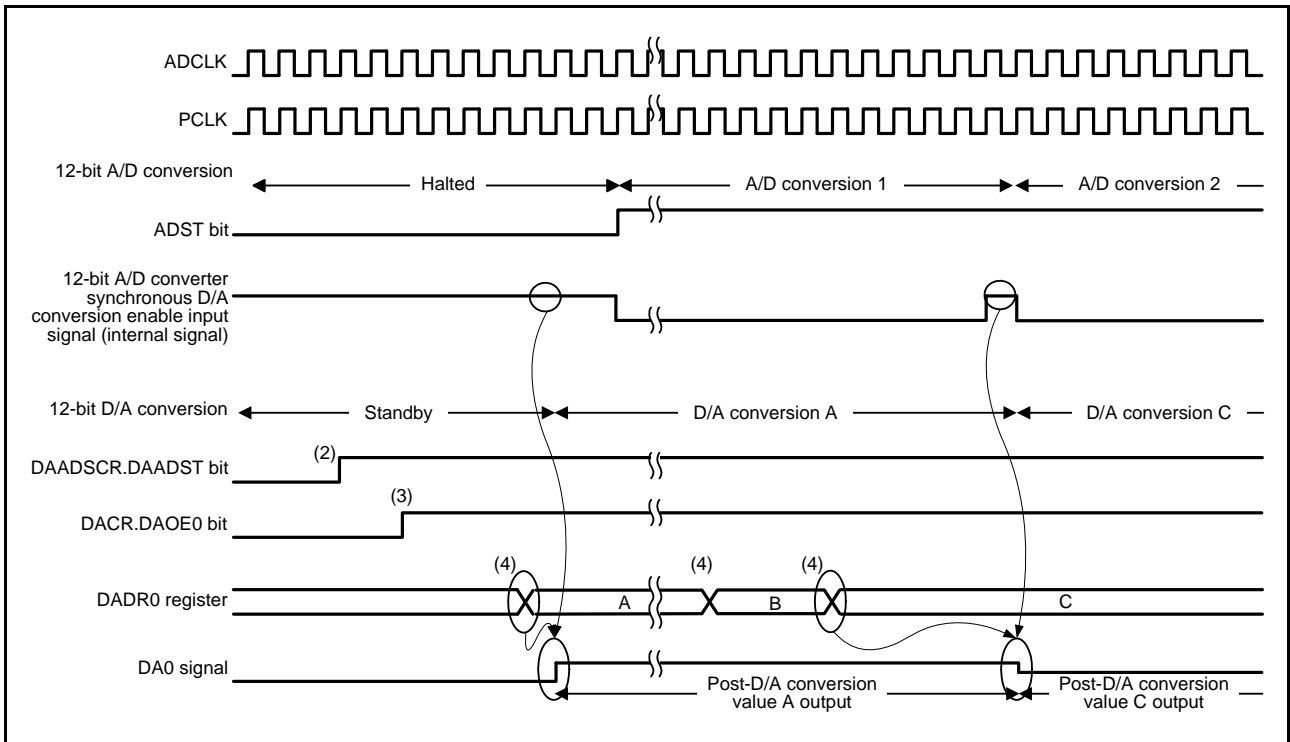 ADCLK
PCLK
12-bit A/D conversion
Halted
A/D conversion 1
A/D conversion 2
ADST bit
12-bit A/D converter
synchronous D/A
conversion enable input
signal (internal signal)
12-bit D/A conversion
Standby
D/A conversion A
D/A conversion C
(2)
DAADSCR.DAADST bit
(3)
DACR.DAOE0 bit
(4)
(4)
(4)
DADR0 register
A
B
C
DA0 signal
Post-D/A conversion
value A output
Post-D/A conversion
value C output